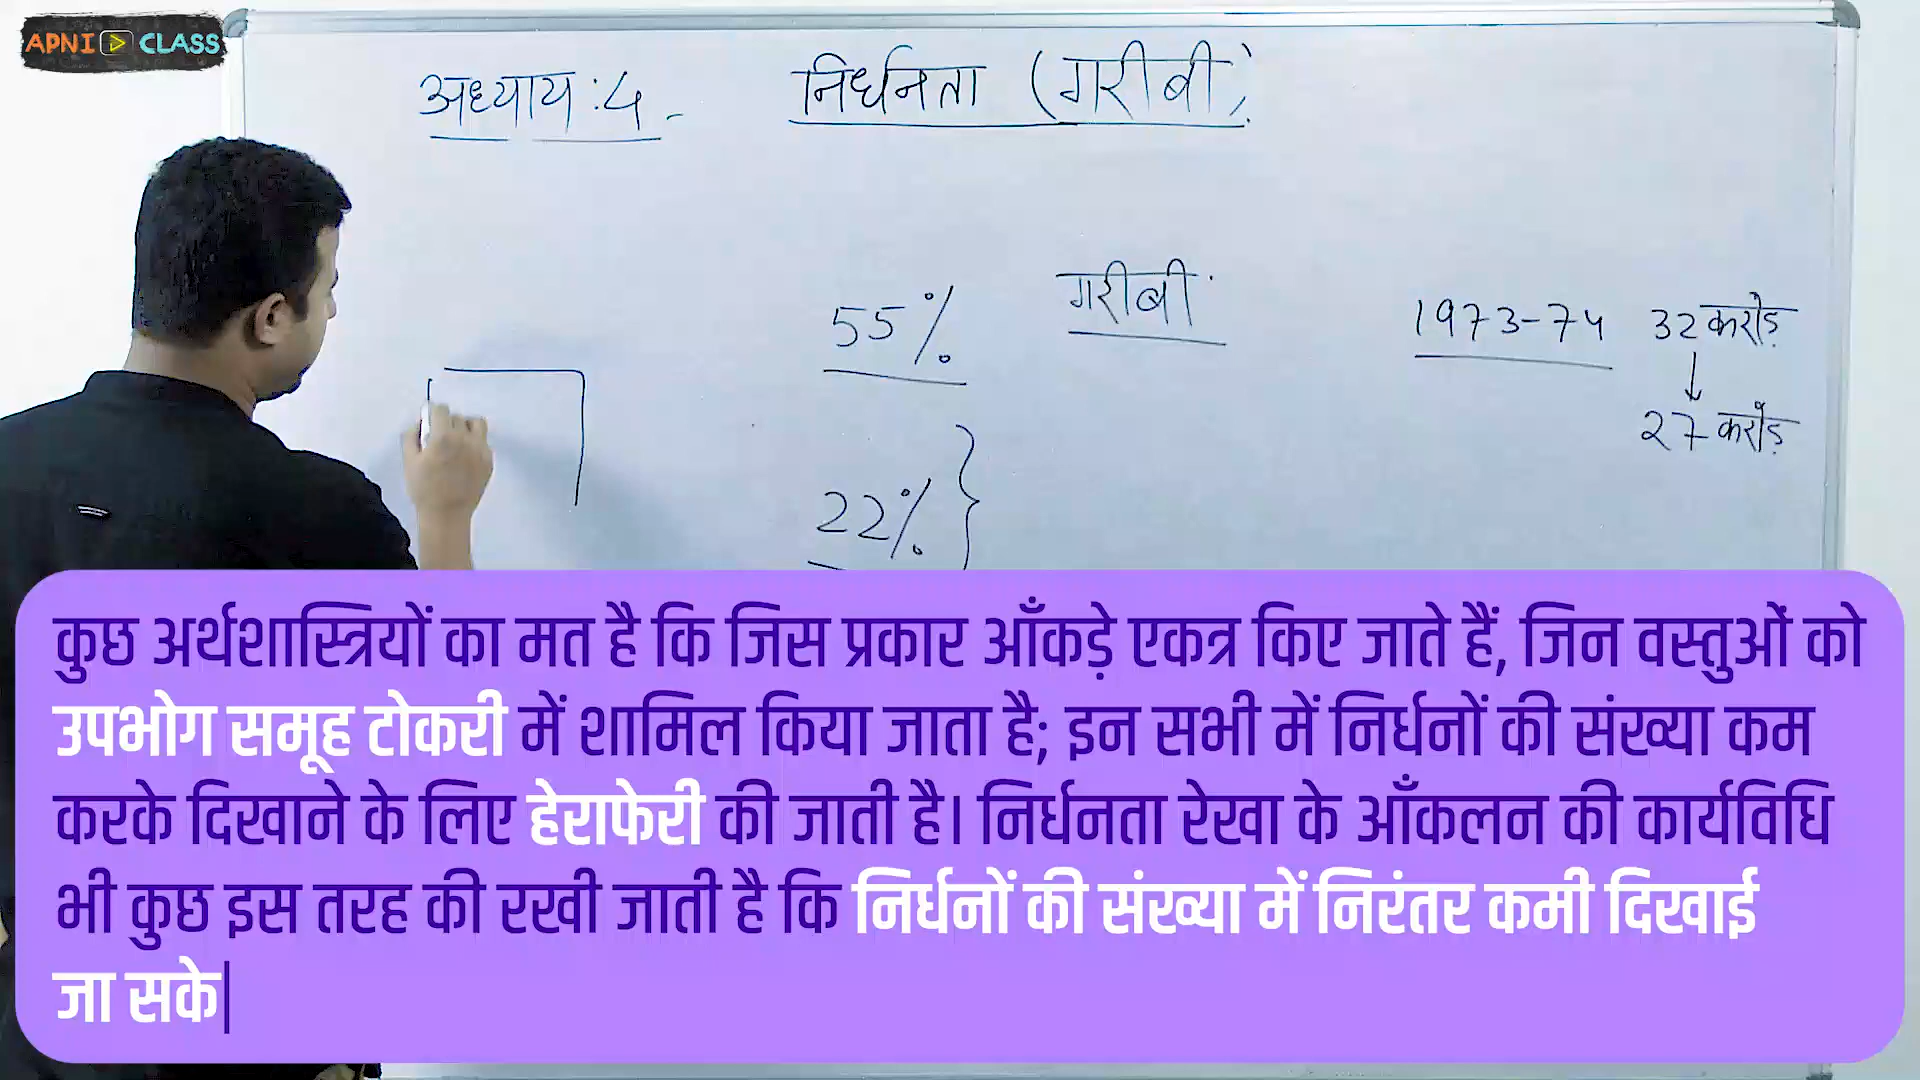 APNI CLASS
अध्याय :4.
निर्धनता (गरीबी)
55%
गरीबी
1973-74
32 करोड़
27 करोड़
22%
कुछ अर्थशास्त्रियों का मत है कि जिस प्रकार आँकड़े एकत्र किए जाते हैं, जिन वस्तुओं को
उपभोग समूह टोकरी में शामिल किया जाता है; इन सभी में निर्धनों की संख्या कम
करके दिखाने के लिए हेराफेरी की जाती है। निर्धनता रेखा के आँकलन की कार्यविधि
भी कुछ इस तरह की रखी जाती है कि निर्धनों की संख्या में निरंतर कमी दिखाई
जा सके